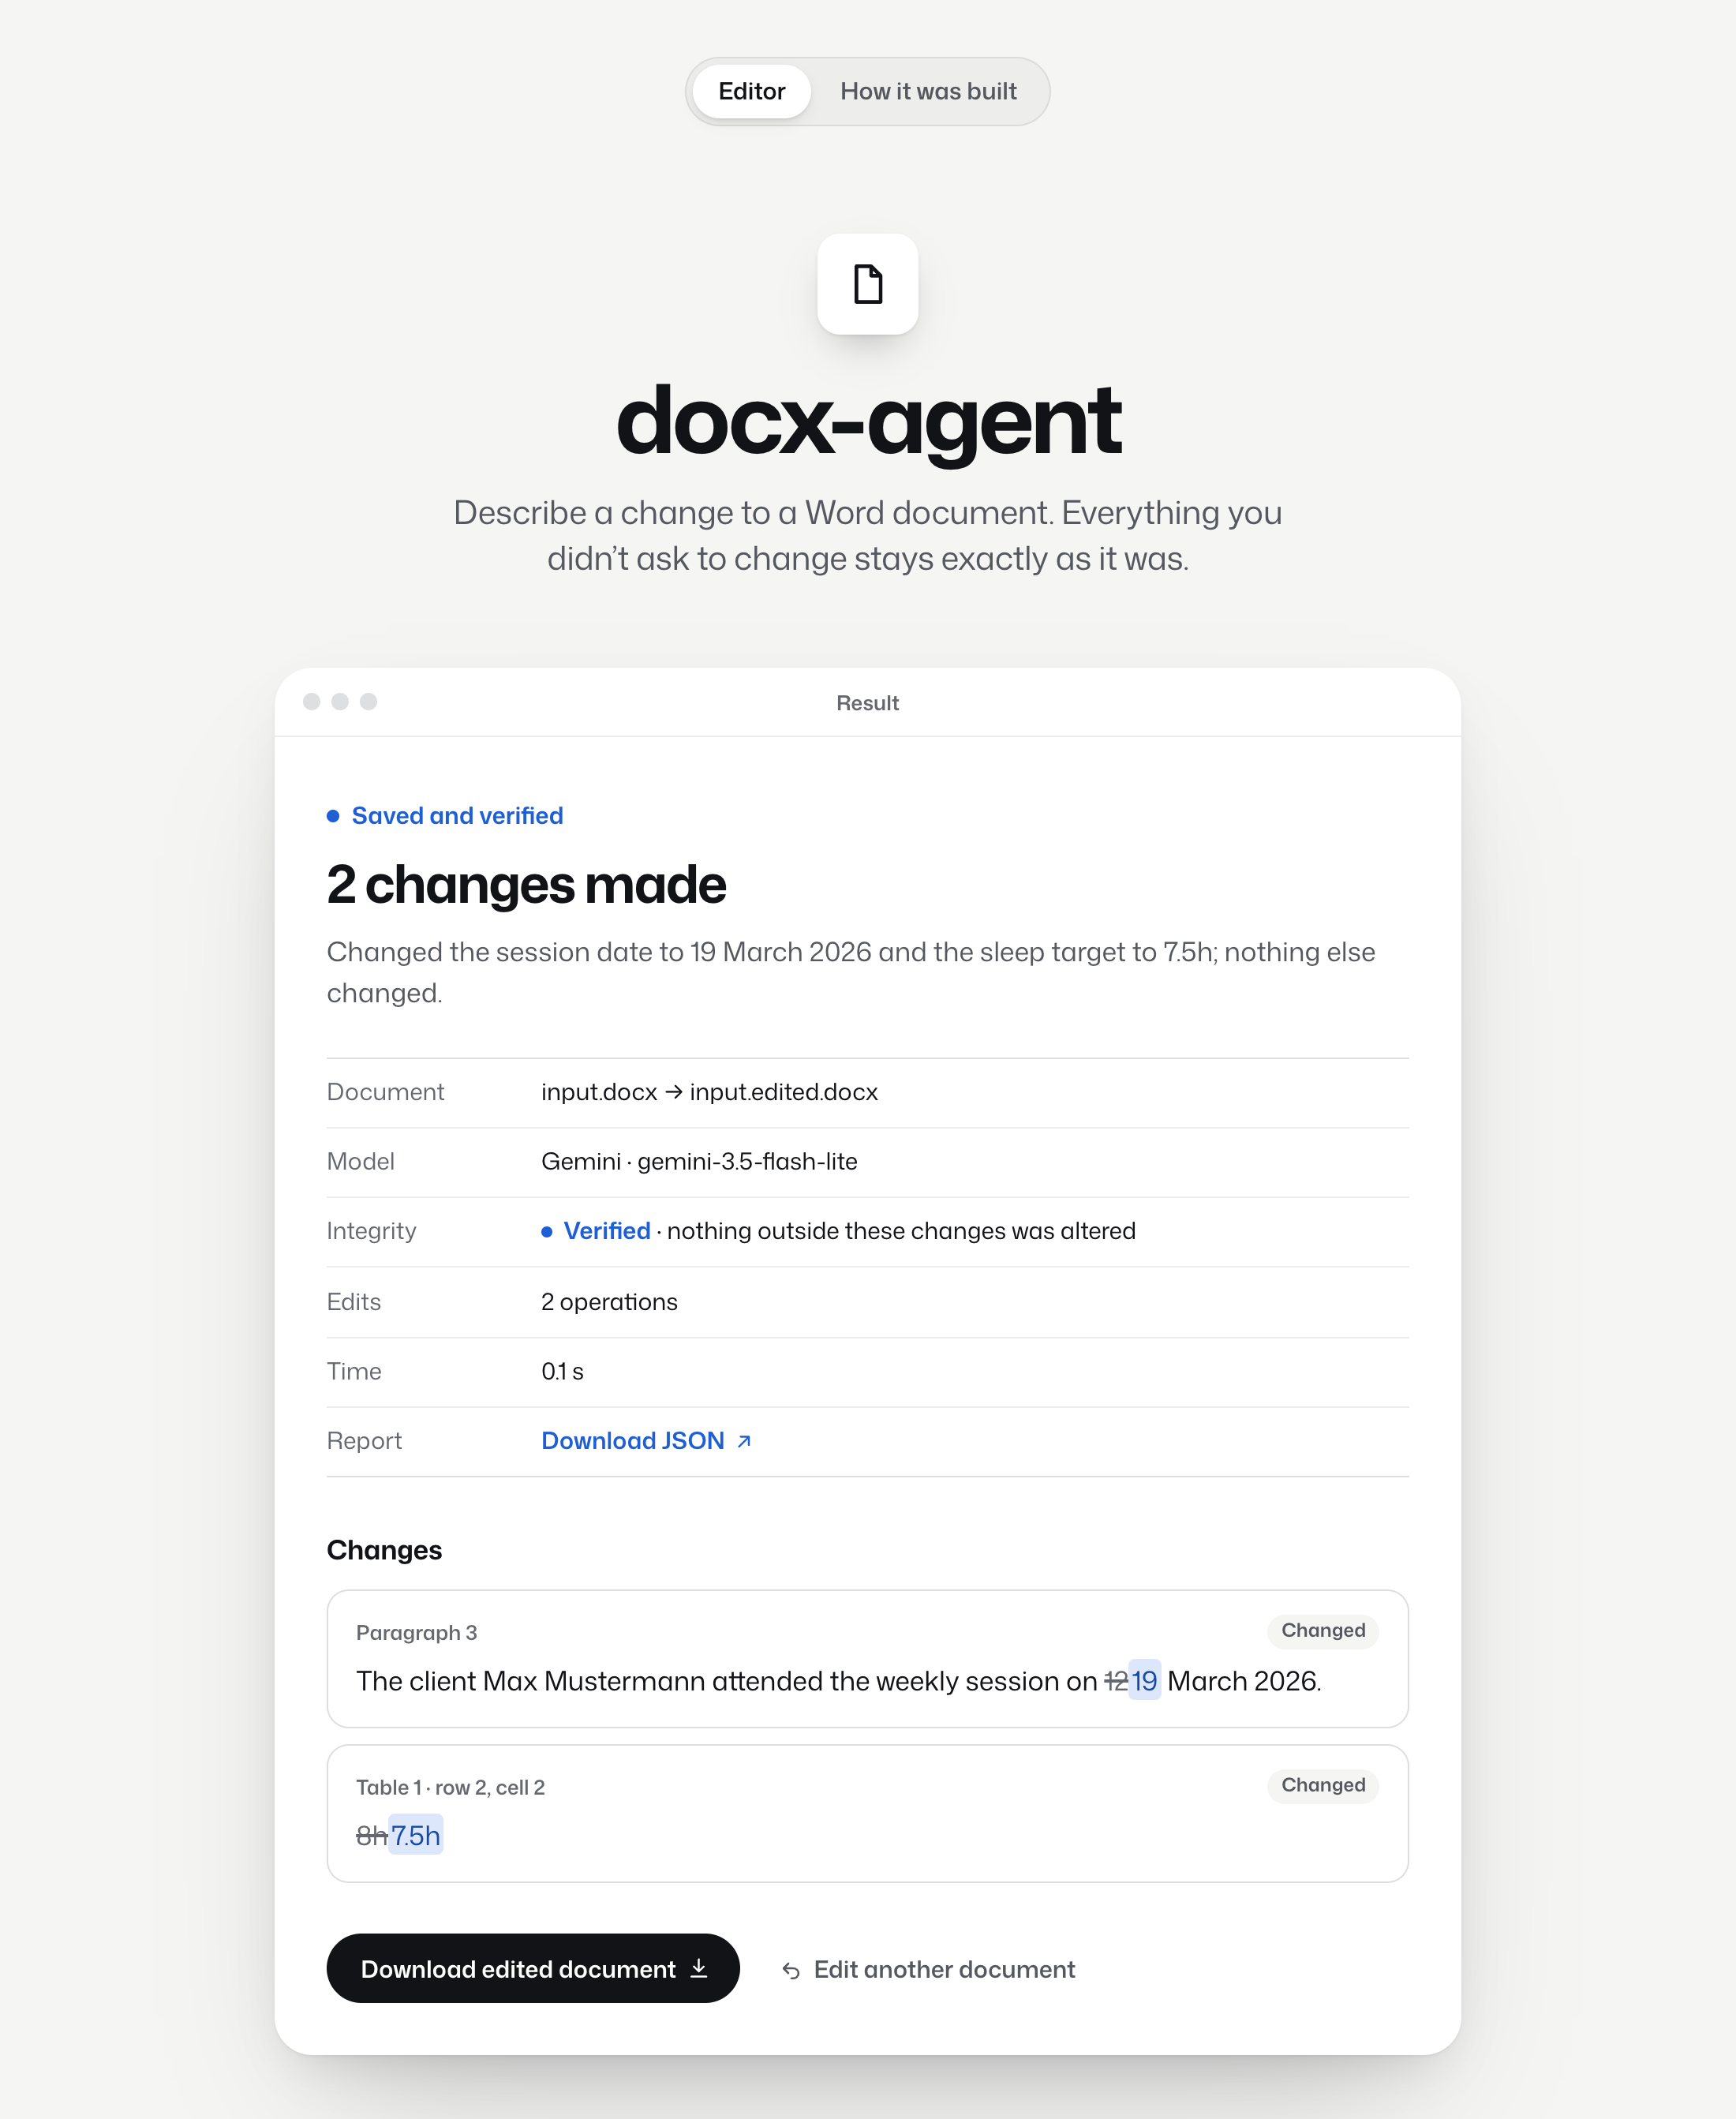 Editor How it was built
docx-agent
Describe a change to a Word document. Everything you
didn’t ask to change stays exactly as it was.
Result
Saved and verified
2 changes made
Changed the session date to 19 March 2026 and the sleep target to 7.5h; nothing else
changed.
Document input.docx → input.edited.docx
Model Gemini · gemini-3.5-flash-lite
Integrity Verified · nothing outside these changes was altered
Edits 2 operations
Time 0.1 s
Report Download JSON ↗
Changes
Paragraph 3 Changed
The client Max Mustermann attended the weekly session on 12 19 March 2026.
Table 1 · row 2, cell 2 Changed
8h 7.5h
Download edited document Edit another document